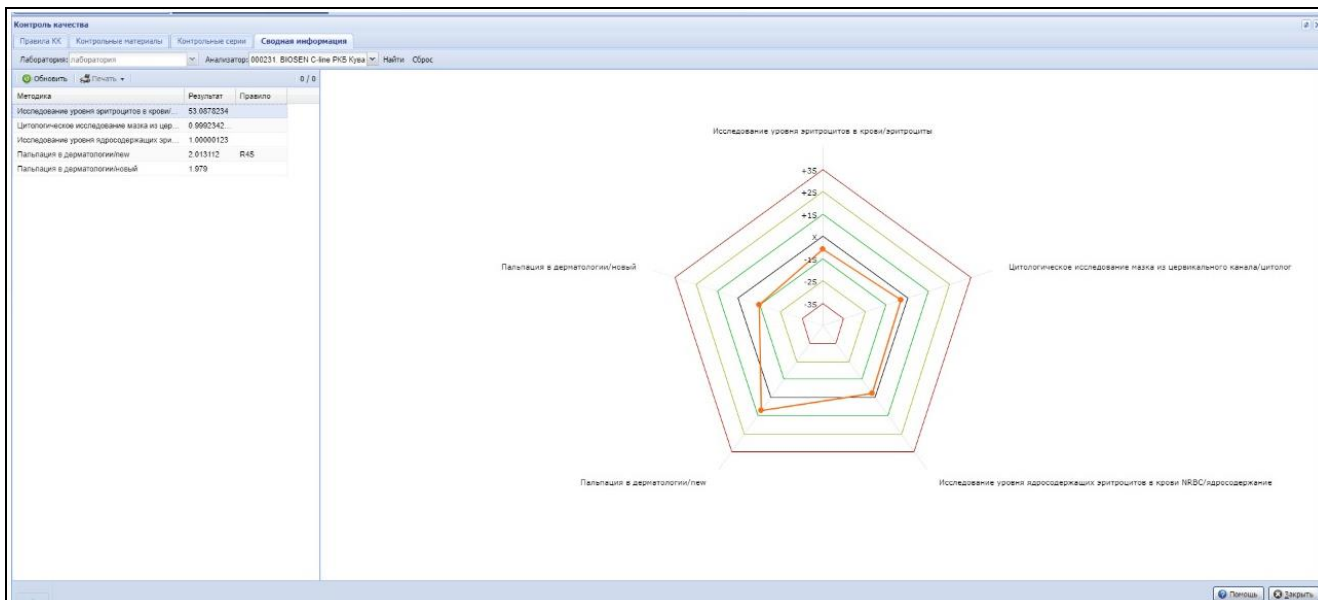 Контроль качества
Правила КК Контрольные материалы Контрольные серии Сводная информация
Лаборатория: лаборатория Анализатор: 000231. BIOSEN C-line РКБ Кува Найти Сброс
Обновить Печать 0 / 0
Методика Результат Правило
Исследование уровня эритроцитов в крови/... 53.0878234
Цитологическое исследование мазка из цер... 0.9992342...
Исследование уровня ядросодержащих эри... 1.00000123
Пальпация в дерматологии/new 2.013112 R4S
Пальпация в дерматологии/новый 1.979
Исследование уровня эритроцитов в крови/эритроциты
+3S
+2S
+1S
X
-1S
-2S
-3S
Пальпация в дерматологии/новый
Цитологическое исследование мазка из цервикального канала/цитолог
Пальпация в дерматологии/new
Исследование уровня ядросодержащих эритроцитов в крови NRBC/ядросодержание
Помощь Закрыть